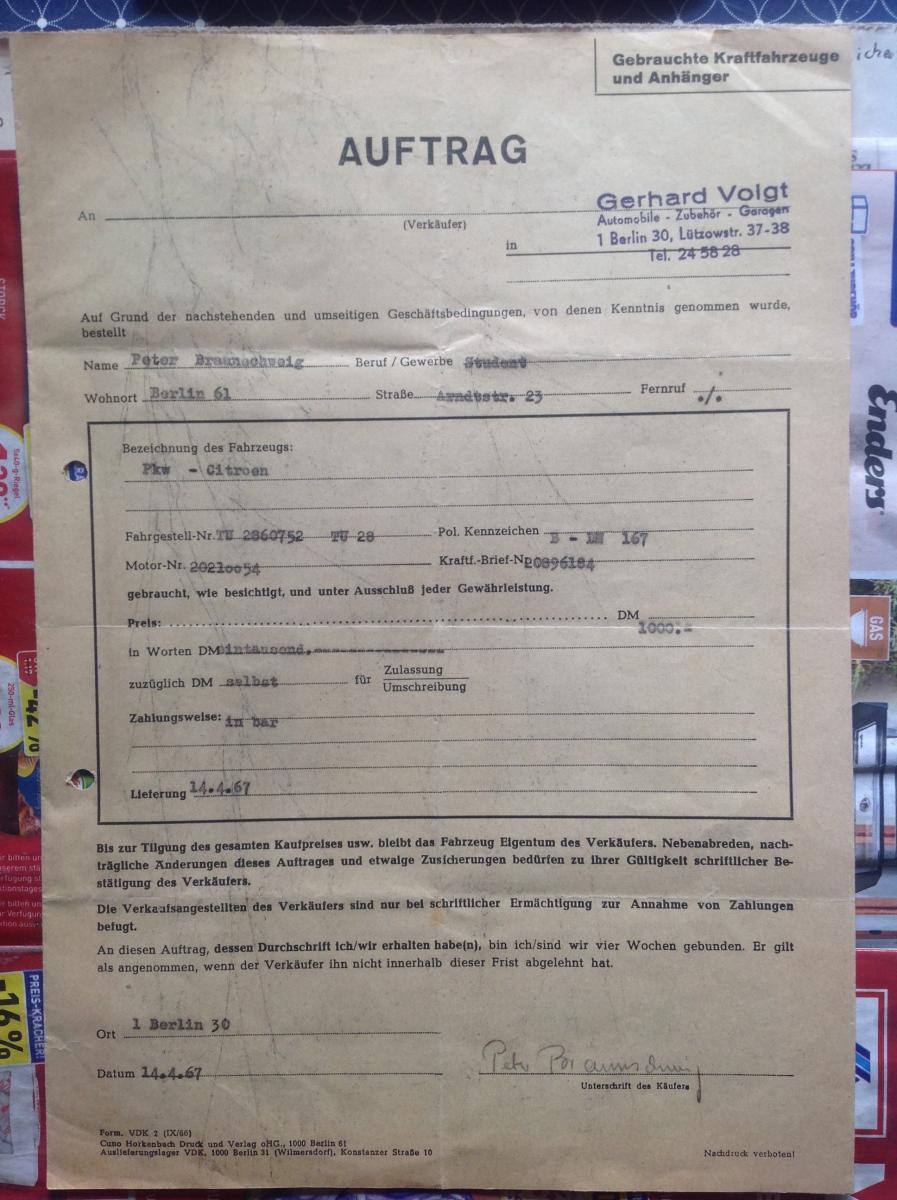 Gebrauchte Kraftfahrzeuge
und Anhänger
AUFTRAG
An
(Verkäufer)
Gerhard Voigt
Automobile - Zubehör - Garagen
1 Berlin 30, Lützowstr. 37-38
in
Tel. 24 58 28
Auf Grund der nachstehenden und umseitigen Geschäftsbedingungen, von denen Kenntnis genommen wurde,
bestellt
Name Peter Braunschweig Beruf / Gewerbe Student
Wohnort Berlin 61 Straße Arndtstr. 23 Fernruf ./.
Bezeichnung des Fahrzeugs:
Pkw - Citroen
Fahrgestell-Nr. TU 2860752 TU 28 Pol. Kennzeichen B - 167
Motor-Nr. 20210054 Kraftf.-Brief-N 20896184
gebraucht, wie besichtigt, und unter Ausschluß jeder Gewährleistung.
Preis: DM 1000.-
in Worten DM eintausend.
zuzüglich DM selbst für Zulassung
Umschreibung
Zahlungsweise: in bar
Lieferung 14.4.67
Bis zur Tilgung des gesamten Kaufpreises usw. bleibt das Fahrzeug Eigentum des Verkäufers. Nebenabreden, nach-
trägliche Änderungen dieses Auftrages und etwaige Zusicherungen bedürfen zu ihrer Gültigkeit schriftlicher Be-
stätigung des Verkäufers.
Die Verkaufsangestellten des Verkäufers sind nur bei schriftlicher Ermächtigung zur Annahme von Zahlungen
befugt.
An diesen Auftrag, dessen Durchschrift ich/wir erhalten habe(n), bin ich/sind wir vier Wochen gebunden. Er gilt
als angenommen, wenn der Verkäufer ihn nicht innerhalb dieser Frist abgelehnt hat.
Ort 1 Berlin 30
Datum 14.4.67
Peter Braunschweig
Unterschrift des Käufers
Form. VDK 2 (IX/66)
Cuno Horkenbach Druck und Verlag oHG., 1000 Berlin 61
Auslieferungslager VDK, 1000 Berlin 31 (Wilmersdorf), Konstanzer Straße 10
Nachdruck verboten!
Enders
GAS
-42 %
-16 %
PREIS-KRACHER!